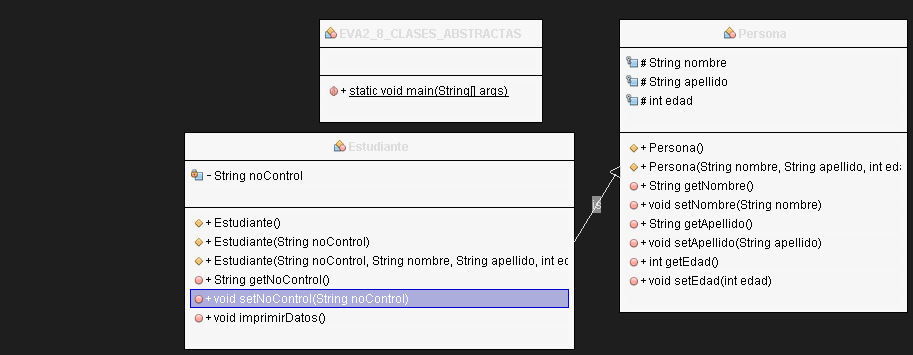 EVA2_8_CLASES_ABSTRACTAS
+ static void main(String[] args)
Persona
# String nombre
# String apellido
# int edad
+ Persona()
+ Persona(String nombre, String apellido, int eda
+ String getNombre()
+ void setNombre(String nombre)
+ String getApellido()
+ void setApellido(String apellido)
+ int getEdad()
+ void setEdad(int edad)
Estudiante
- String noControl
+ Estudiante()
+ Estudiante(String noControl)
+ Estudiante(String noControl, String nombre, String apellido, int ed
+ String getNoControl()
+ void setNoControl(String noControl)
+ void imprimirDatos()
is